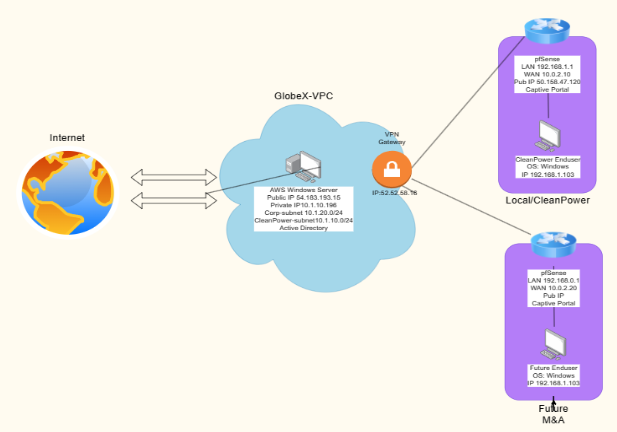 Internet
GlobeX-VPC
AWS Windows Server
Public IP 54.183.193.15
Private IP10.1.10.196
Corp-subnet 10.1.20.0/24
CleanPower-subnet10.1.10.0/24
Active Directory
VPN
Gateway
IP:52.52.56.16
pfSense
LAN 192.168.1.1
WAN 10.0.2.10
Pub IP 50.158.47.120
Captive Portal
CleanPower Enduser
OS: Windows
IP 192.168.1.103
Local/CleanPower
pfSense
LAN 192.168.0.1
WAN 10.0.2.20
Pub IP
Captive Portal
Future Enduser
OS: Windows
IP 192.168.1.103
Future
M&A